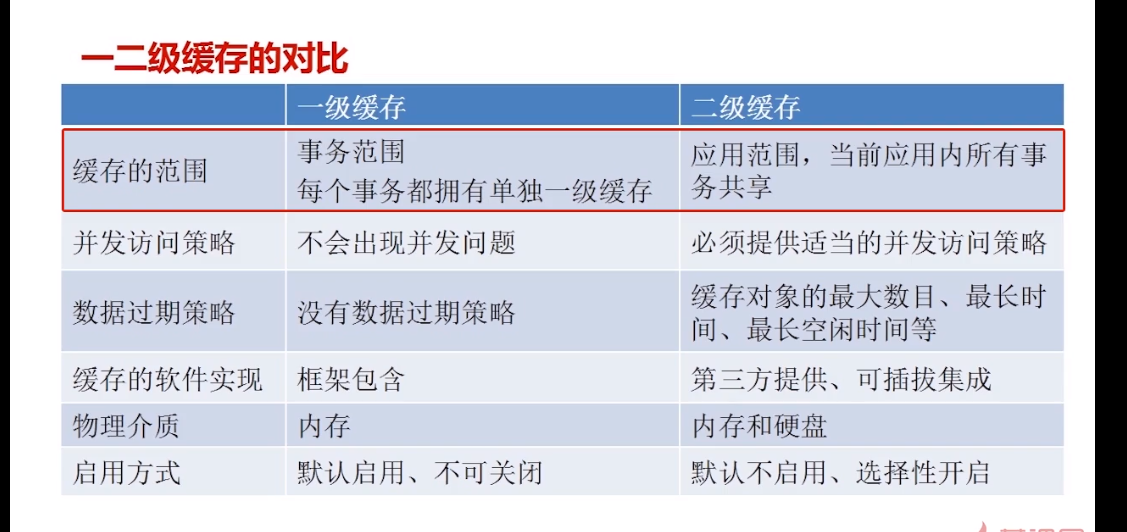 一二级缓存的对比
一级缓存
二级缓存
缓存的范围
事务范围
每个事务都拥有单独一级缓存
应用范围，当前应用内所有事
务共享
并发访问策略
不会出现并发问题
必须提供适当的并发访问策略
数据过期策略
没有数据过期策略
缓存对象的最大数目、最长时
间、最长空闲时间等
缓存的软件实现
框架包含
第三方提供、可插拔集成
物理介质
内存
内存和硬盘
启用方式
默认启用、不可关闭
默认不启用、选择性开启